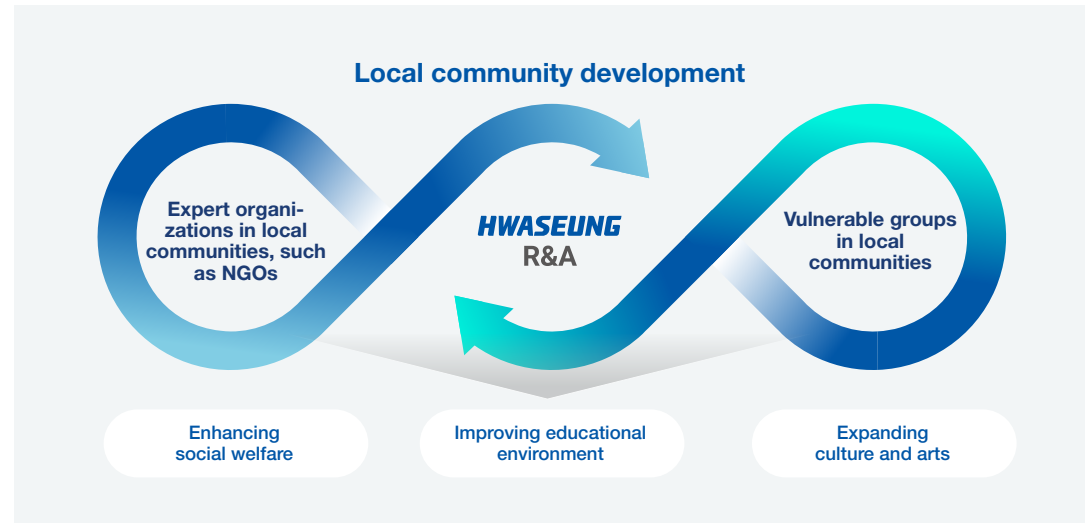 Local community development
Expert organi-
zations in local
communities, such
as NGOs
HWASEUNG
R&A
Vulnerable groups
in local
communities
Enhancing
social welfare
Improving educational
environment
Expanding
culture and arts